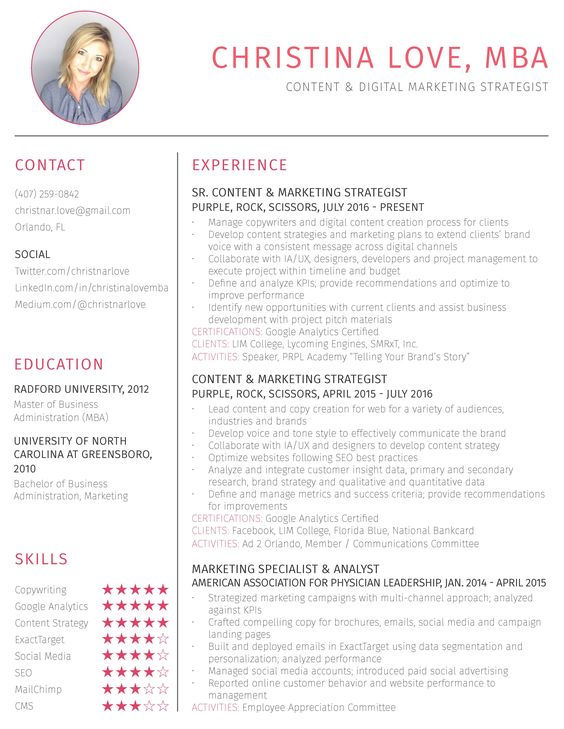 CHRISTINA LOVE, MBA
CONTENT & DIGITAL MARKETING STRATEGIST
CONTACT
(407) 259-0842
christnar.love@gmail.com
Orlando, FL
SOCIAL
Twitter.com/christnarlove
LinkedIn.com/in/christinalovemba
Medium.com/@christnarlove
EDUCATION
RADFORD UNIVERSITY, 2012
Master of Business
Administration (MBA)
UNIVERSITY OF NORTH
CAROLINA AT GREENSBORO,
2010
Bachelor of Business
Administration, Marketing
SKILLS
Copywriting ★★★★★
Google Analytics ★★★★★
Content Strategy ★★★★★
ExactTarget ★★★★☆
Social Media ★★★★☆
SEO ★★★★☆
MailChimp ★★★☆☆
CMS ★★★☆☆
EXPERIENCE
SR. CONTENT & MARKETING STRATEGIST
PURPLE, ROCK, SCISSORS, JULY 2016 - PRESENT
· Manage copywriters and digital content creation process for clients
· Develop content strategies and marketing plans to extend clients' brand
voice with a consistent message across digital channels
· Collaborate with IA/UX, designers, developers and project management to
execute project within timeline and budget
· Define and analyze KPIs; provide recommendations and optimize to
improve performance
· Identify new opportunities with current clients and assist business
development with project pitch materials
CERTIFICATIONS: Google Analytics Certified
CLIENTS: LIM College, Lycoming Engines, SMRxT, Inc.
ACTIVITIES: Speaker, PRPL Academy "Telling Your Brand's Story"
CONTENT & MARKETING STRATEGIST
PURPLE, ROCK, SCISSORS, APRIL 2015 - JULY 2016
· Lead content and copy creation for web for a variety of audiences,
industries and brands
· Develop voice and tone style to effectively communicate the brand
· Collaborate with IA/UX and designers to develop content strategy
· Optimize websites following SEO best practices
· Analyze and integrate customer insight data, primary and secondary
research, brand strategy and qualitative and quantitative data
· Define and manage metrics and success criteria; provide recommendations
for improvements
CERTIFICATIONS: Google Analytics Certified
CLIENTS: Facebook, LIM College, Florida Blue, National Bankcard
ACTIVITIES: Ad 2 Orlando, Member / Communications Committee
MARKETING SPECIALIST & ANALYST
AMERICAN ASSOCIATION FOR PHYSICIAN LEADERSHIP, JAN. 2014 - APRIL 2015
· Strategized marketing campaigns with multi-channel approach; analyzed
against KPIs
· Crafted compelling copy for brochures, emails, social media and campaign
landing pages
· Built and deployed emails in ExactTarget using data segmentation and
personalization; analyzed performance
· Managed social media accounts; introduced paid social advertising
· Reported online customer behavior and website performance to
management
ACTIVITIES: Employee Appreciation Committee